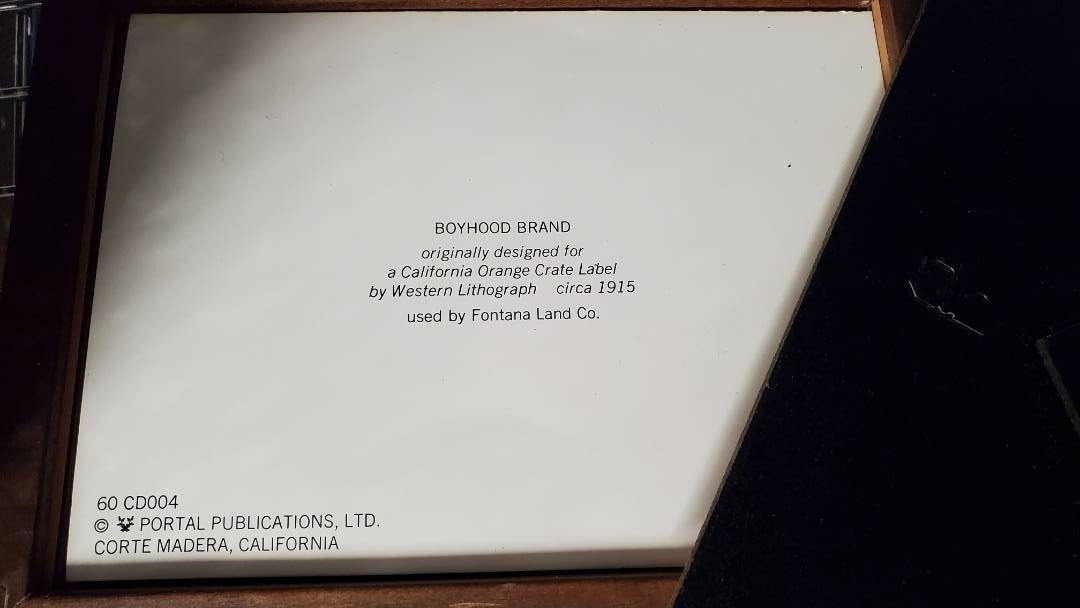 BOYHOOD BRAND
originally designed for
a California Orange Crate Label
by Western Lithograph circa 1915
used by Fontana Land Co.
60 CD004
© PORTAL PUBLICATIONS, LTD.
CORTE MADERA, CALIFORNIA